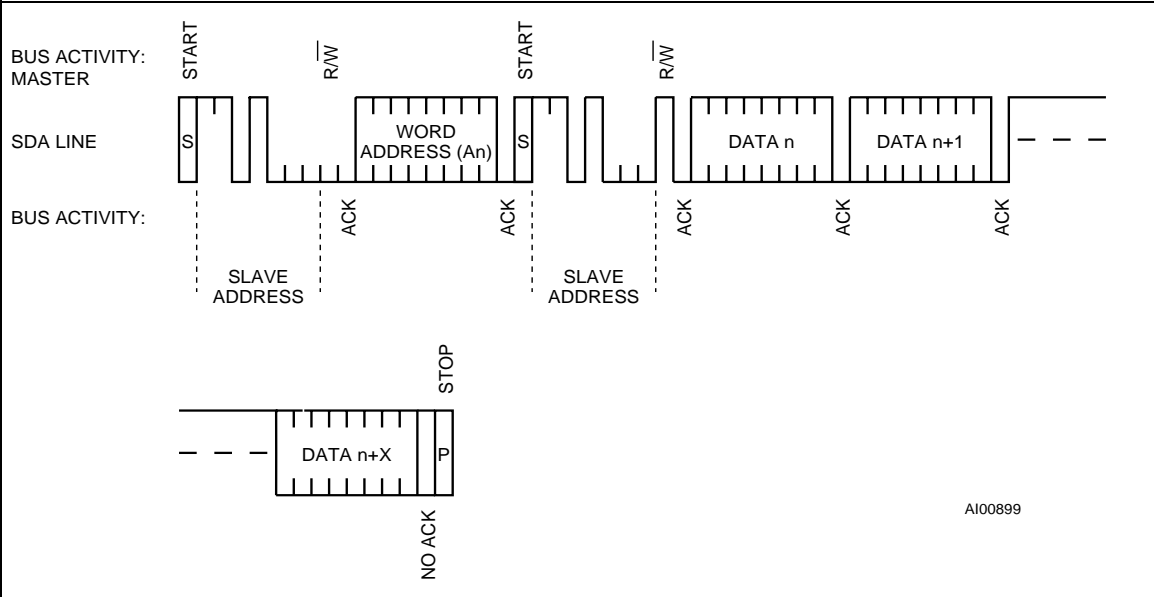 START
R/W
START
R/W
BUS ACTIVITY:
MASTER
SDA LINE
S
WORD
ADDRESS (An)
S
DATA n
DATA n+1
BUS ACTIVITY:
ACK
ACK
ACK
ACK
ACK
SLAVE
ADDRESS
SLAVE
ADDRESS
STOP
DATA n+X
P
NO ACK
AI00899